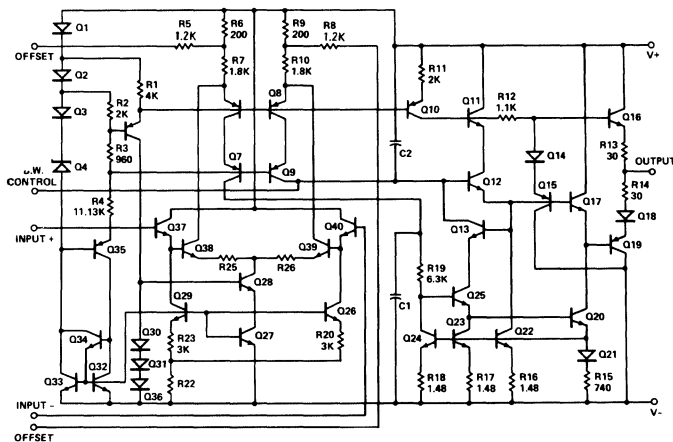 Q1
R5
1.2K
R6
200
R9
200
R8
1.2K
OFFSET
V+
Q2
R1
4K
R7
1.8K
R10
1.8K
R11
2K
Q3
R2
2K
Q8
Q10
Q11
R12
1.1K
Q16
R3
960
R13
30
Q4
Q7
Q9
C2
Q14
OUTPUT
B.W.
CONTROL
Q12
Q15
Q17
R14
30
R4
11.13K
Q18
INPUT +
Q37
Q38
Q39
Q40
Q13
Q19
Q35
R25
R26
R19
6.3K
Q28
Q25
Q29
Q26
C1
Q20
Q34
Q30
R23
3K
Q27
R20
3K
Q24
Q23
Q22
Q21
Q33
Q32
Q31
R22
Q36
R18
1.48
R17
1.48
R16
1.48
R15
740
INPUT –
V–
OFFSET